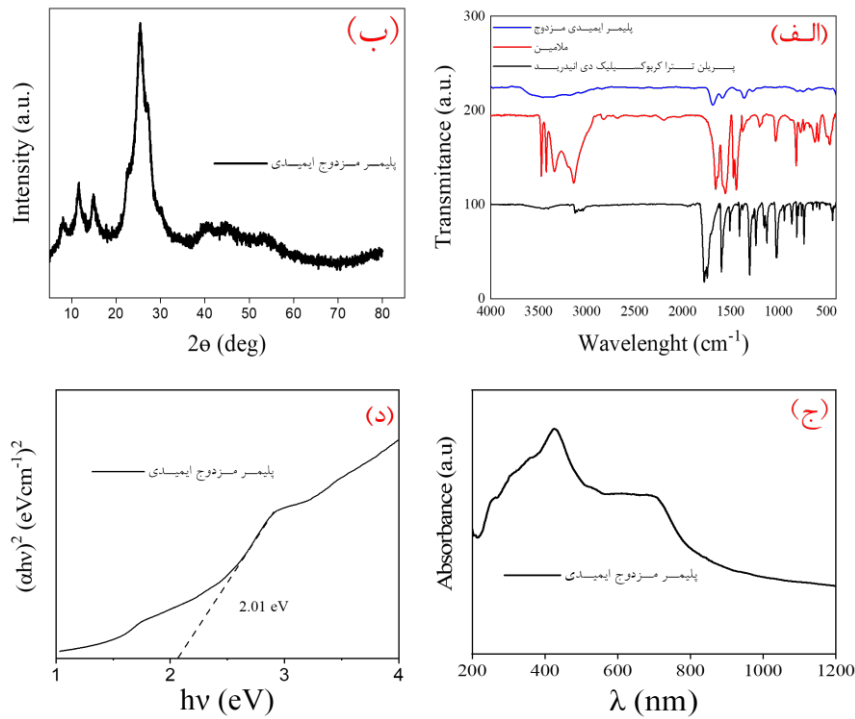 (الف)
Transmitance (a.u.)
300
200
100
0
پلیمر ایمیدی مزدوج
ملامین
پریلن تترا کربوکسیلیک دی انیدرید
4000 3500 3000 2000 1500 1000 500
Wavelenght (cm-1)
(ب)
Intensity (a.u.)
پلیمر مزدوج ایمیدی
10 20 30 40 50 60 70 80
2ө (deg)
(ج)
Absorbance (a.u)
پلیمر مزدوج ایمیدی
200 400 600 800 1000 1200
λ (nm)
(د)
(αhν)2 (eVcm-1)2
پلیمر مزدوج ایمیدی
2.01 eV
1 2 3 4
hν (eV)